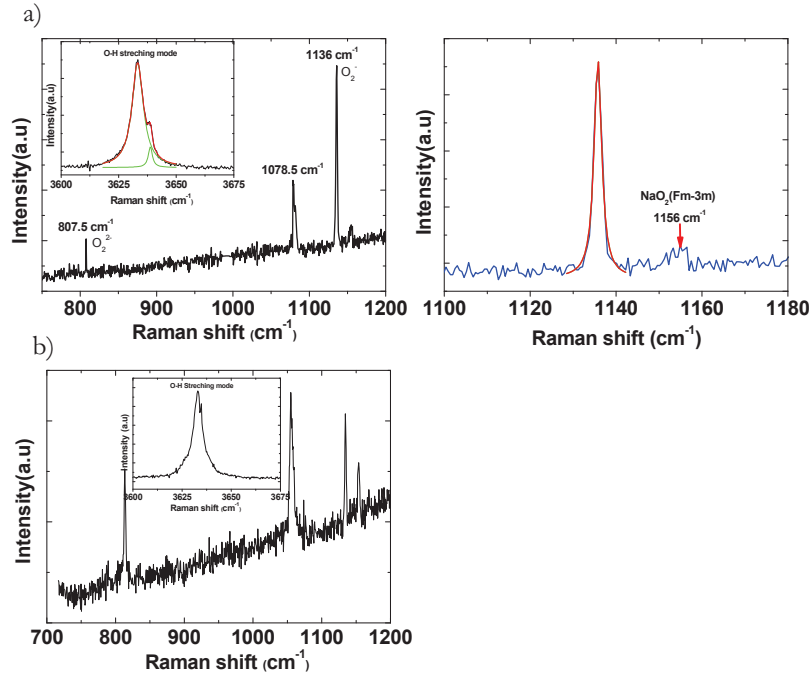 a)
O-H streching mode
Intensity(a.u)
3600 3625 3650 3675
Raman shift (cm-1)
1136 cm-1
O2-
1078.5 cm-1
807.5 cm-1
O22-
Intensity(a.u)
800 900 1000 1100 1200
Raman shift (cm-1)
NaO2(Fm-3m)
1156 cm-1
Intensity(a.u)
1100 1120 1140 1160 1180
Raman shift (cm-1)
b)
O-H Streching mode
Intensity (a.u)
3600 3625 3650 3675
Raman shift (cm-1)
Intensity(a.u)
700 800 900 1000 1100 1200
Raman shift (cm-1)